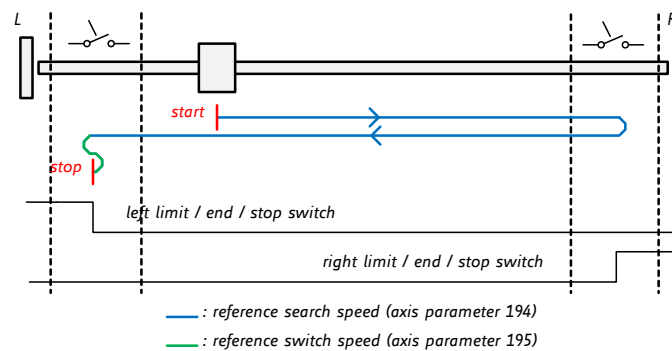 L
R
start
stop
left limit / end / stop switch
right limit / end / stop switch
: reference search speed (axis parameter 194)
: reference switch speed (axis parameter 195)